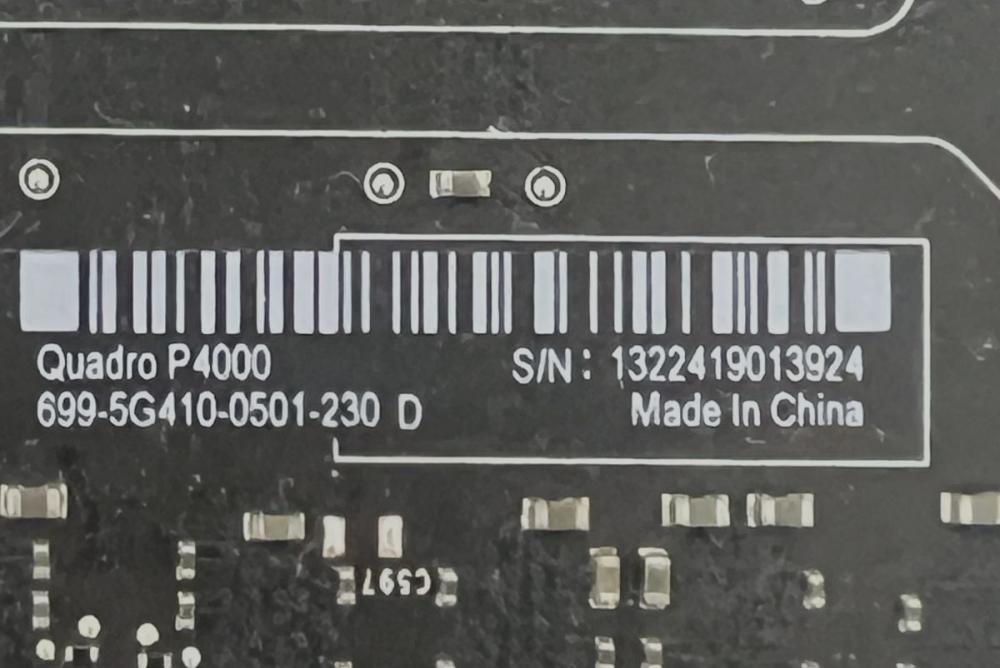 Quadro P4000
S/N: 1322419013924
699-5G410-0501-230 D
Made In China
C597